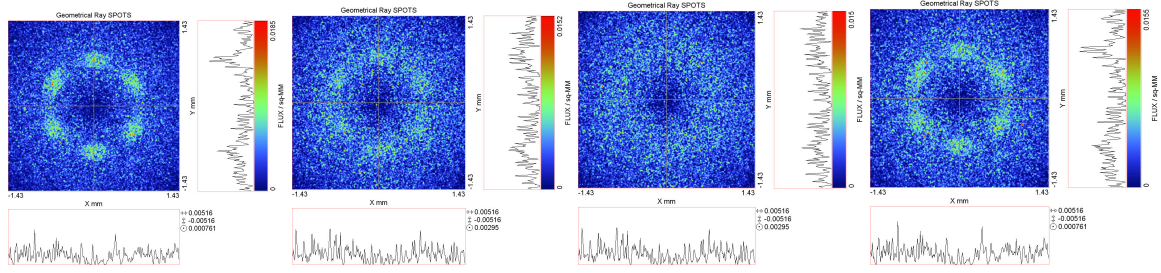 Geometrical Ray SPOTS
1.43
Y mm
-1.43
-1.43
1.43
X mm
0.0185
FLUX / sq-MM
0
0.00516
-0.00516
0.000761
Geometrical Ray SPOTS
1.43
Y mm
-1.43
-1.43
1.43
X mm
0.0152
FLUX / sq-MM
0
0.00516
-0.00516
0.00295
Geometrical Ray SPOTS
1.43
Y mm
-1.43
-1.43
1.43
X mm
0.015
FLUX / sq-MM
0
0.00516
-0.00516
0.00295
Geometrical Ray SPOTS
1.43
Y mm
-1.43
-1.43
1.43
X mm
0.0155
FLUX / sq-MM
0
0.00516
-0.00516
0.000761